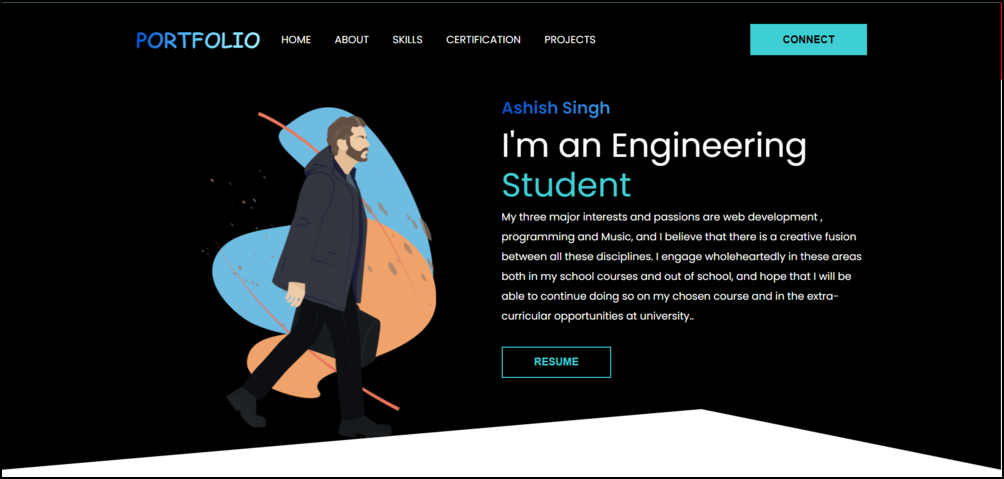 PORTFOLIO HOME ABOUT SKILLS CERTIFICATION PROJECTS CONNECT
Ashish Singh
I'm an Engineering
Student
My three major interests and passions are web development ,
programming and Music, and I believe that there is a creative fusion
between all these disciplines. I engage wholeheartedly in these areas
both in my school courses and out of school, and hope that I will be
able to continue doing so on my chosen course and in the extra-
curricular opportunities at university..
RESUME